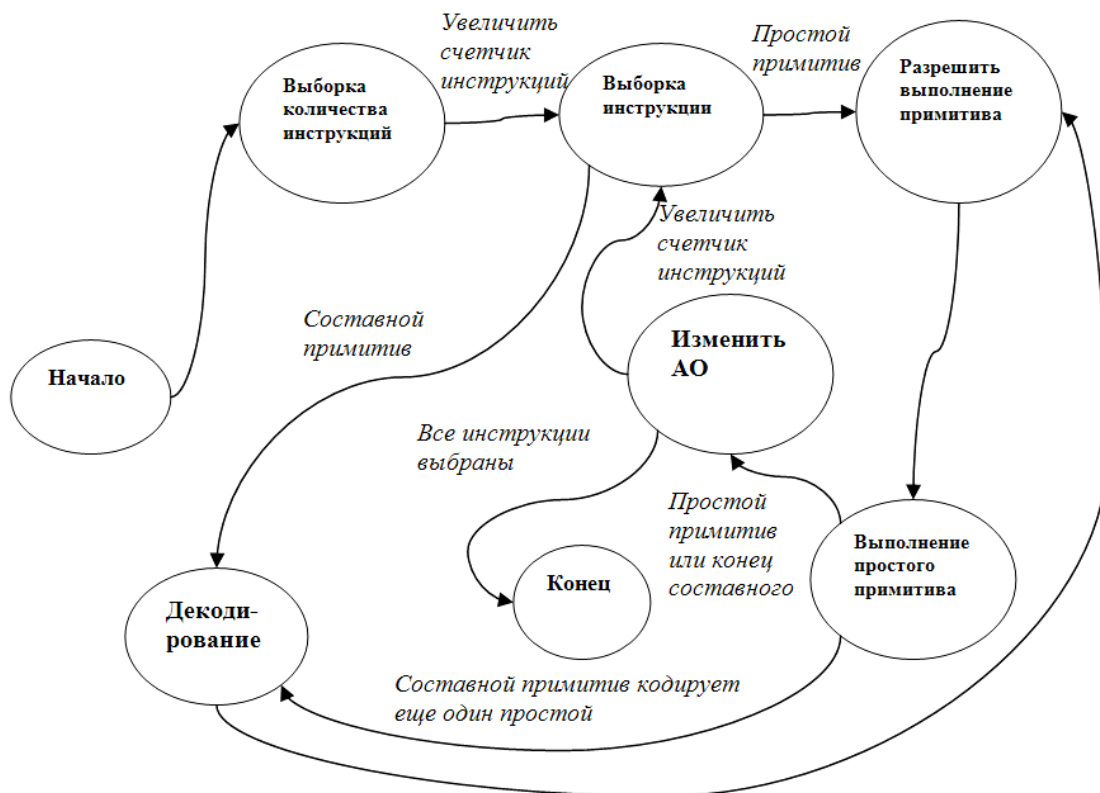 Увеличить
счетчик
инструкций
Простой
примитив
Выборка
количества
инструкций
Выборка
инструкции
Разрешить
выполнение
примитива
Увеличить
счетчик
инструкций
Составной
примитив
Начало
Изменить
АО
Все инструкции
выбраны
Простой
примитив
или конец
составного
Выполнение
простого
примитива
Конец
Декоди-
рование
Составной примитив кодирует
еще один простой